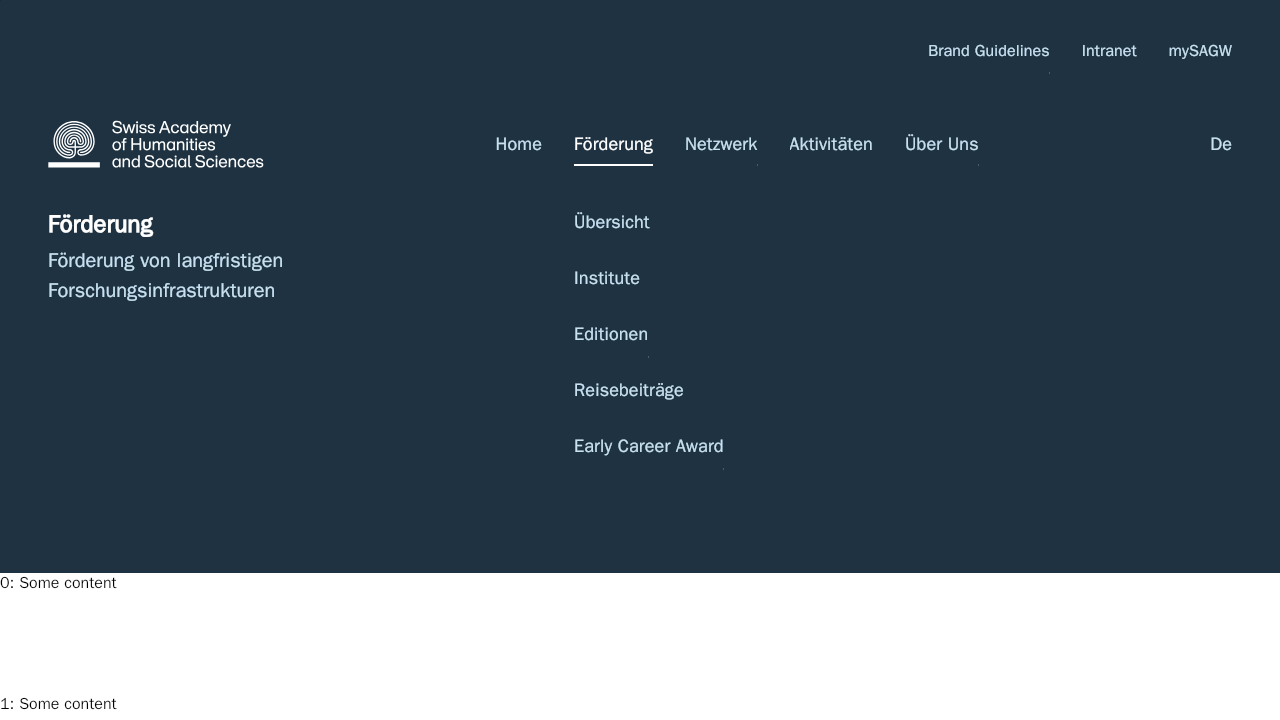 Brand Guidelines Intranet mySAGW
Swiss Academy
of Humanities
and Social Sciences
Home Förderung Netzwerk Aktivitäten Über Uns De
Förderung
Förderung von langfristigen
Forschungsinfrastrukturen
Übersicht
Institute
Editionen
Reisebeiträge
Early Career Award
0: Some content
1: Some content